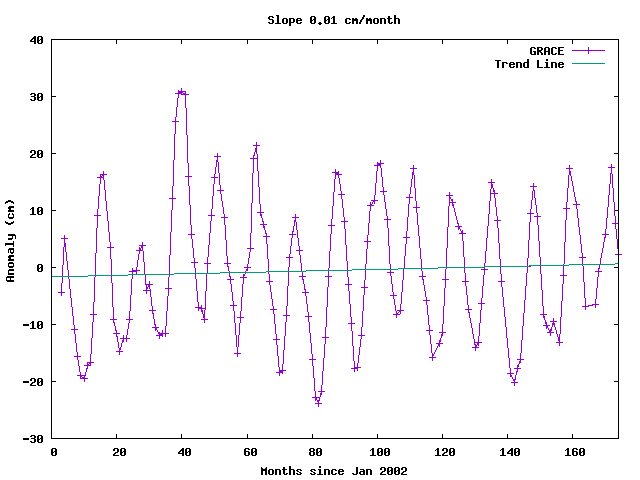 Slope 0.01 cm/month
40
GRACE
Trend Line
30
20
10
0
-10
-20
-30
Anomaly (cm)
0 20 40 60 80 100 120 140 160
Months since Jan 2002